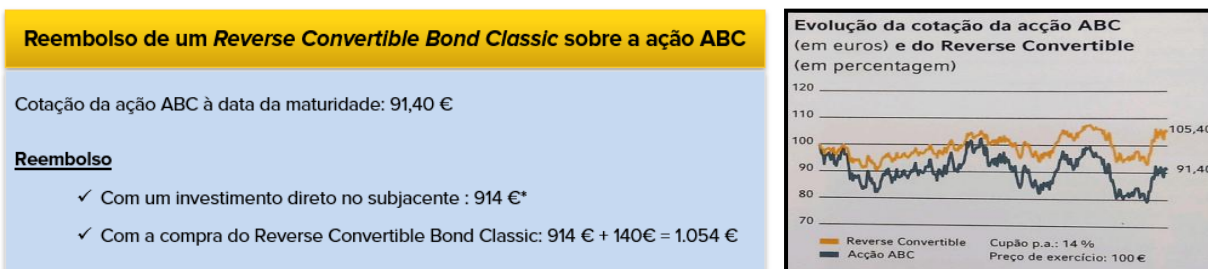 Reembolso de um Reverse Convertible Bond Classic sobre a ação ABC
Cotação da ação ABC à data da maturidade: 91,40 €
Reembolso
✓ Com um investimento direto no subjacente : 914 €*
✓ Com a compra do Reverse Convertible Bond Classic: 914 € + 140€ = 1.054 €
Evolução da cotação da acção ABC
(em euros) e do Reverse Convertible
(em percentagem)
120
110
100
90
80
70
105,40
91,40
Reverse Convertible
Acção ABC
Cupão p.a.: 14 %
Preço de exercício: 100 €